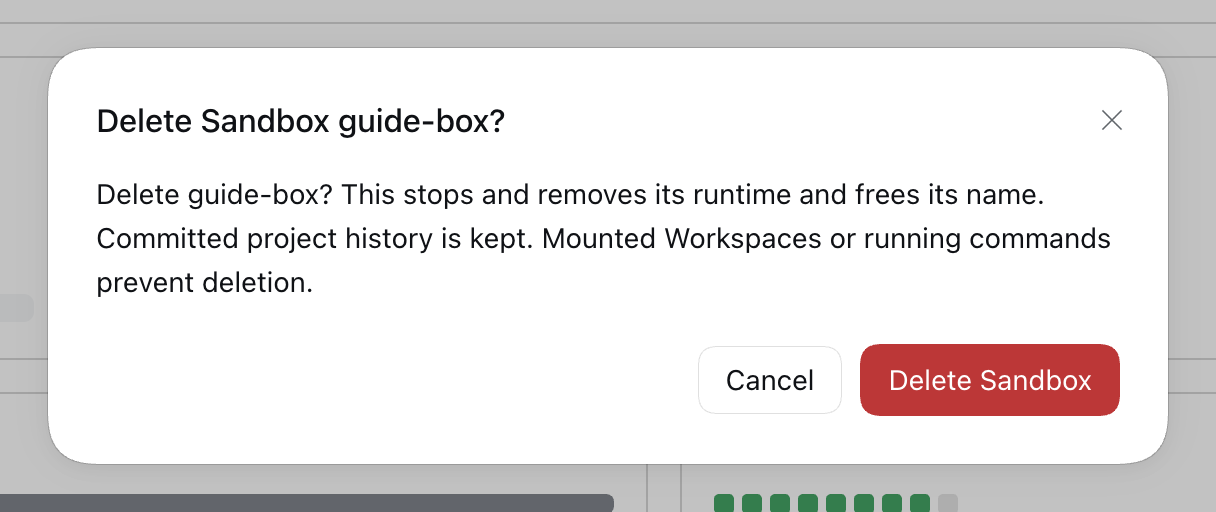 Delete Sandbox guide-box?
Delete guide-box? This stops and removes its runtime and frees its name.
Committed project history is kept. Mounted Workspaces or running commands
prevent deletion.
Cancel
Delete Sandbox